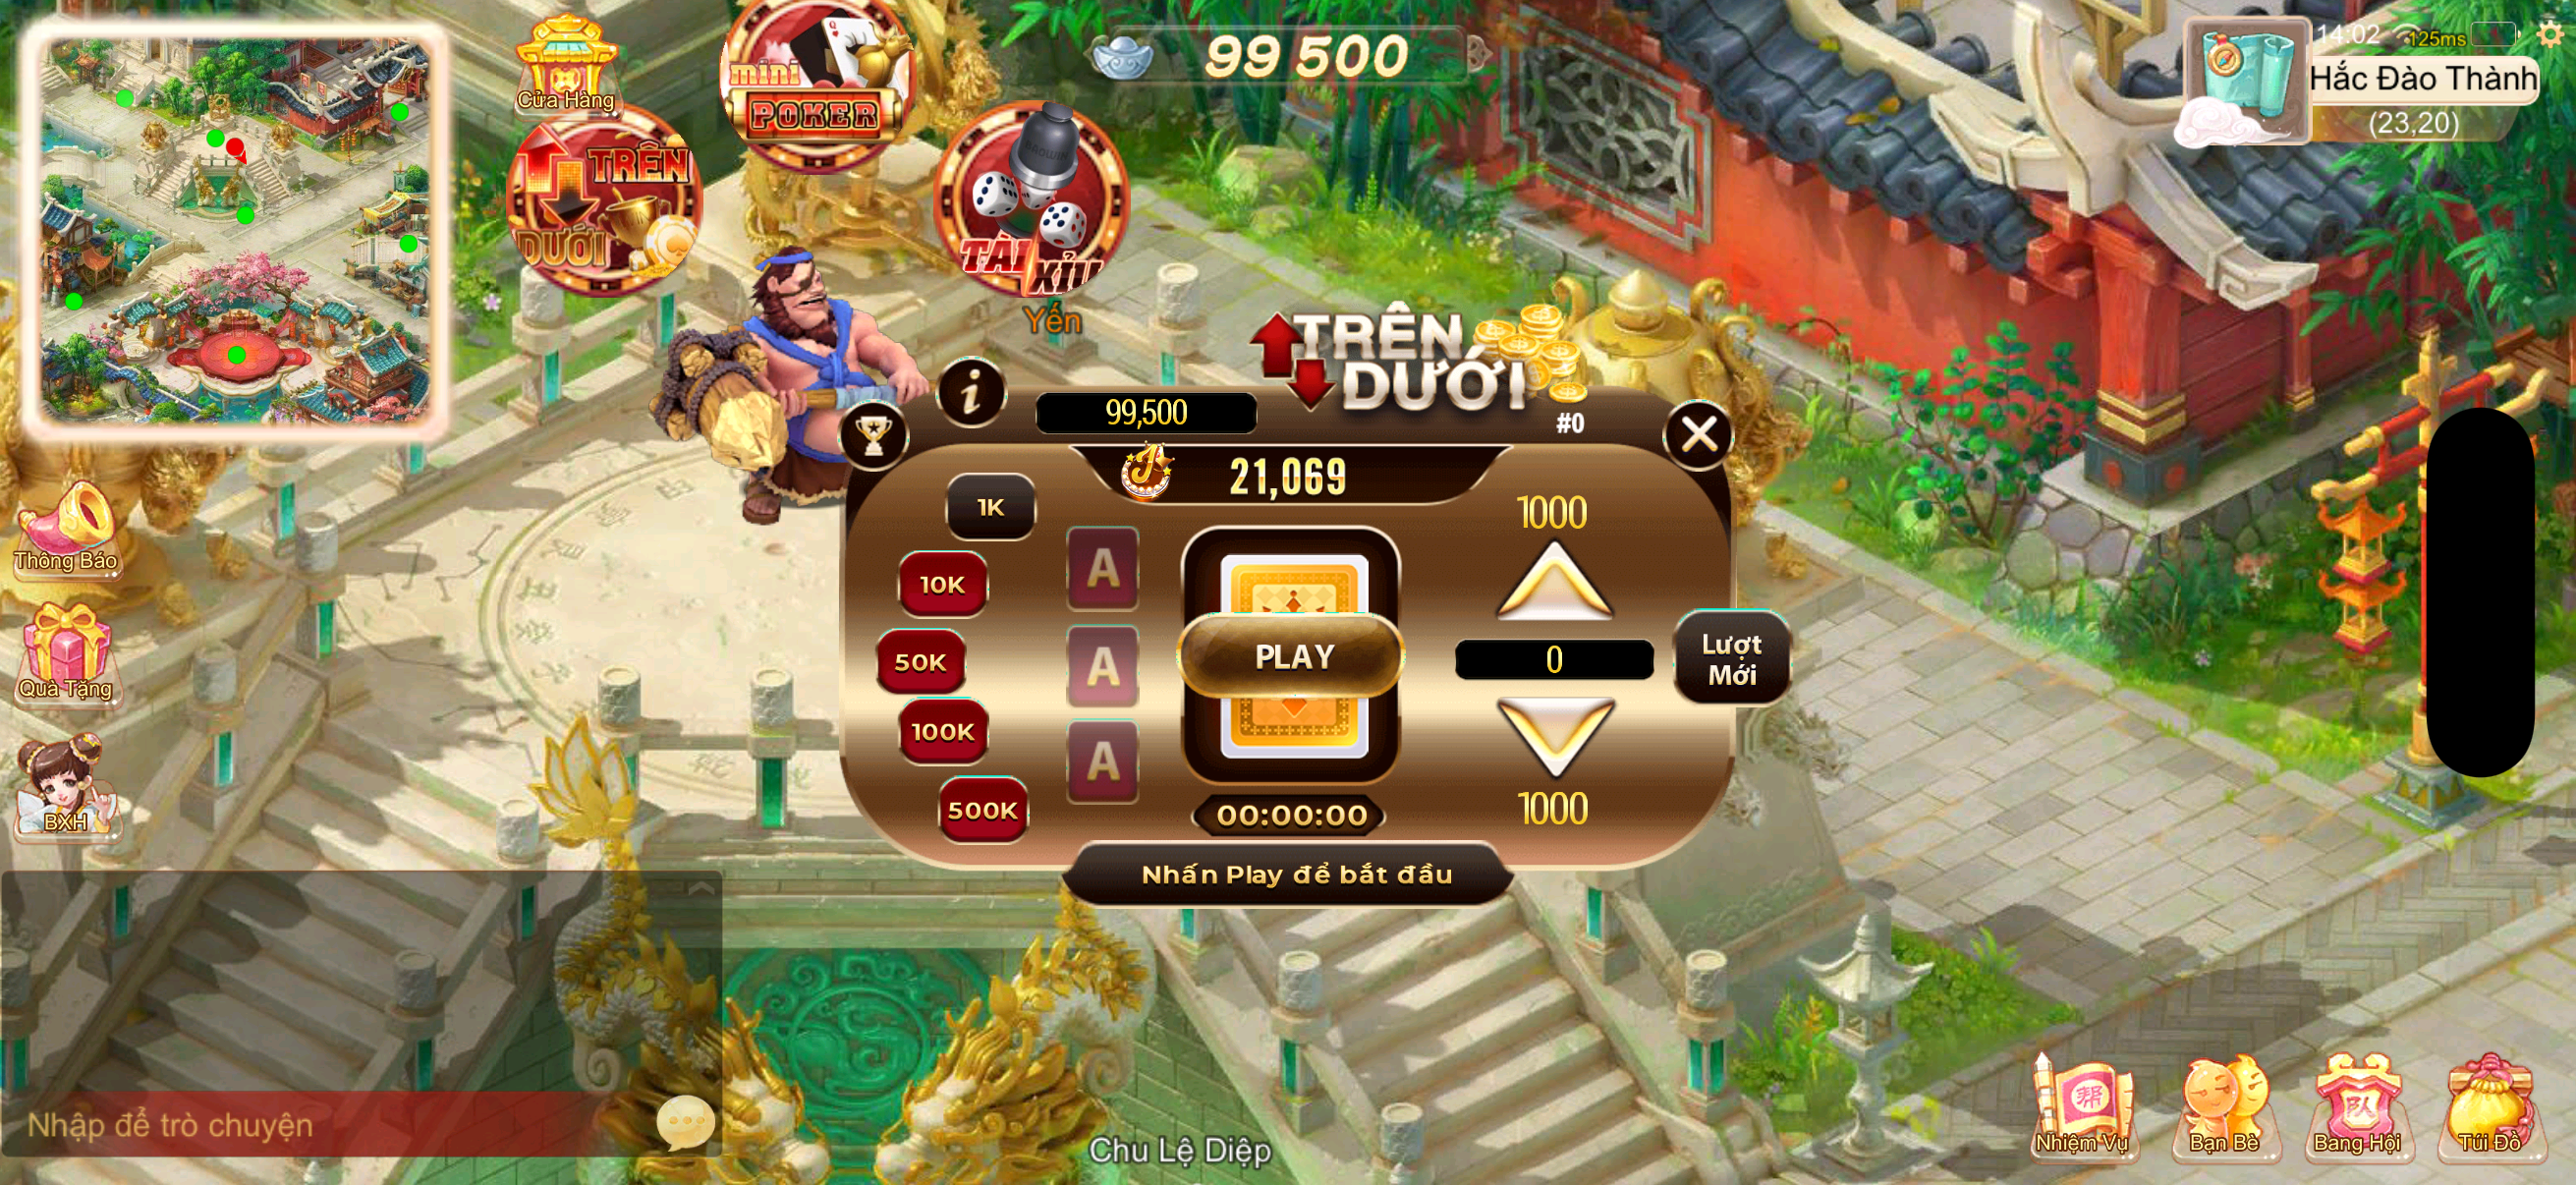 Cửa Hàng
mini
POKER
99 500
14:02
125ms
Hắc Đào Thành
(23,20)
TRÊN
DƯỚI
TÀI
XỈU
Yến
TRÊN
DƯỚI
99,500
#0
21,069
1K
1000
10K
A
50K
A
PLAY
0
Lượt
Mới
100K
A
500K
00:00:00
1000
Nhấn Play để bắt đầu
Thông Báo
Quà Tặng
BXH
Nhập để trò chuyện
Chu Lệ Diệp
帮
队
Nhiệm Vụ
Bạn Bè
Bang Hội
Túi Đồ